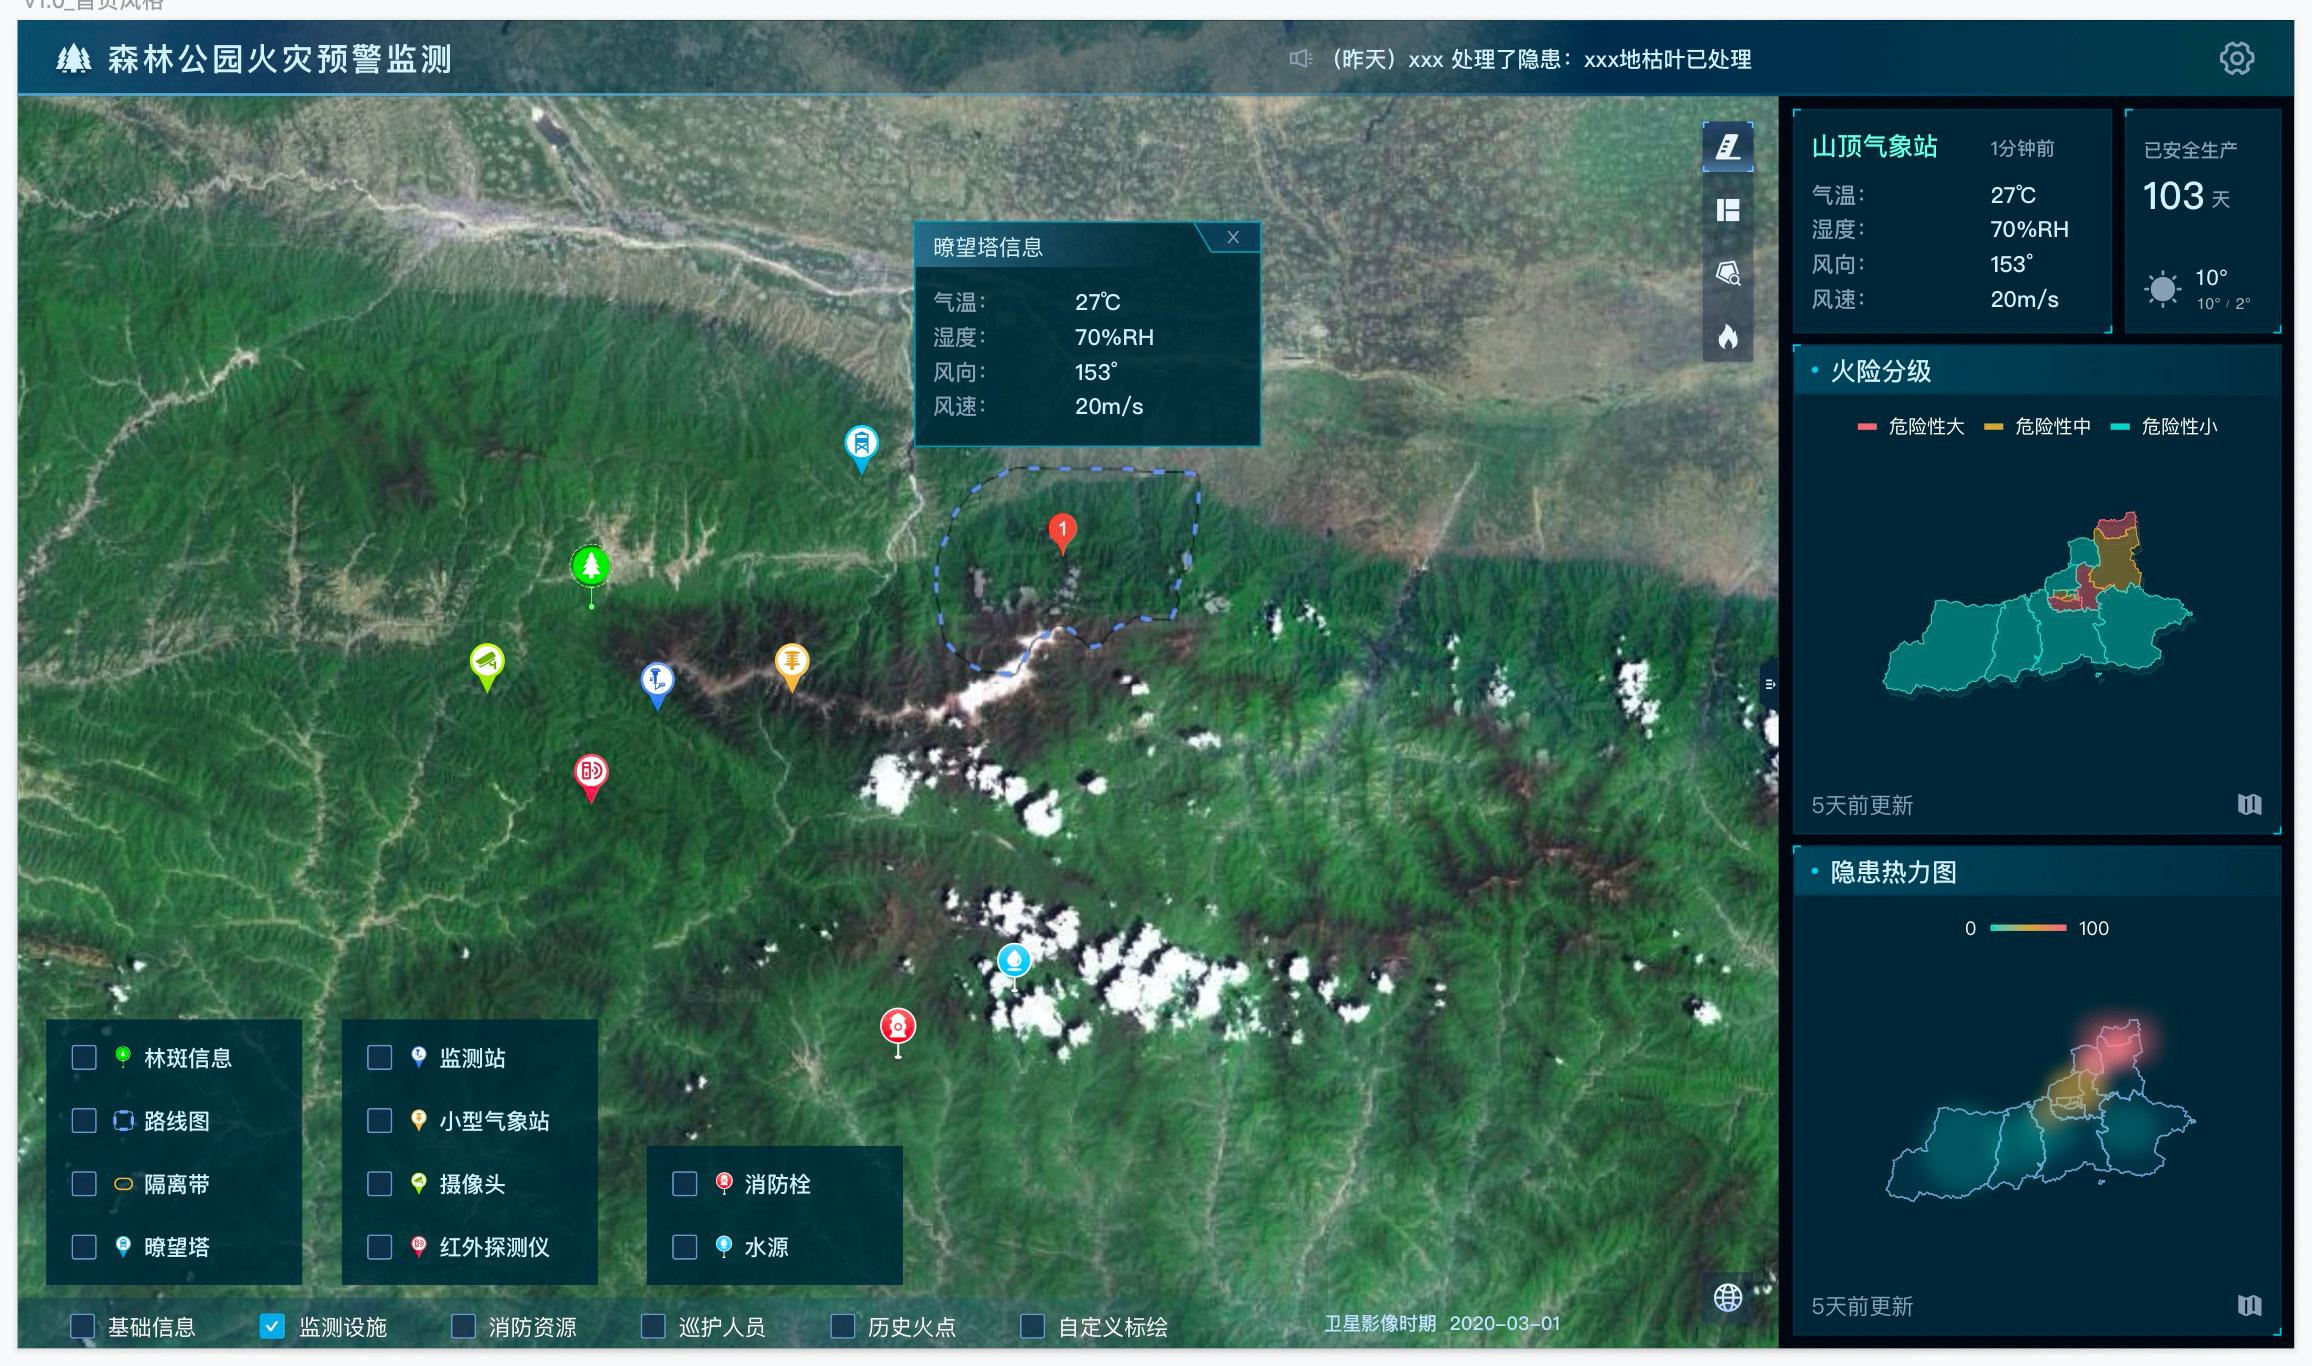 V1.0_首页风格
森林公园火灾预警监测
（昨天）xxx 处理了隐患：xxx地枯叶已处理
山顶气象站 1分钟前
气温： 27℃
湿度： 70%RH
风向： 153°
风速： 20m/s
已安全生产
103 天
10°
10° / 2°
暸望塔信息 X
气温： 27℃
湿度： 70%RH
风向： 153°
风速： 20m/s
1
火险分级
危险性大 危险性中 危险性小
5天前更新
隐患热力图
0 100
5天前更新
林斑信息
路线图
隔离带
暸望塔
监测站
小型气象站
摄像头
红外探测仪
消防栓
水源
基础信息 监测设施 消防资源 巡护人员 历史火点 自定义标绘
卫星影像时期 2020-03-01